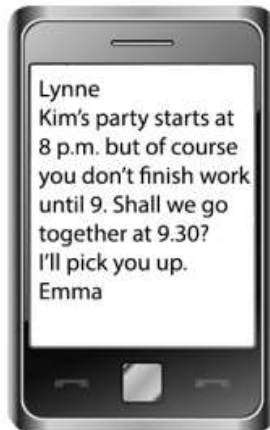 Lynne
Kim's party starts at
8 p.m. but of course
you don't finish work
until 9. Shall we go
together at 9.30?
I'll pick you up.
Emma